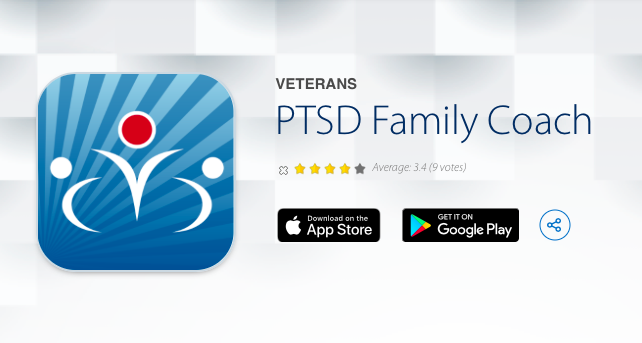 VETERANS
PTSD Family Coach
Average: 3.4 (9 votes)
Download on the
App Store
GET IT ON
Google Play